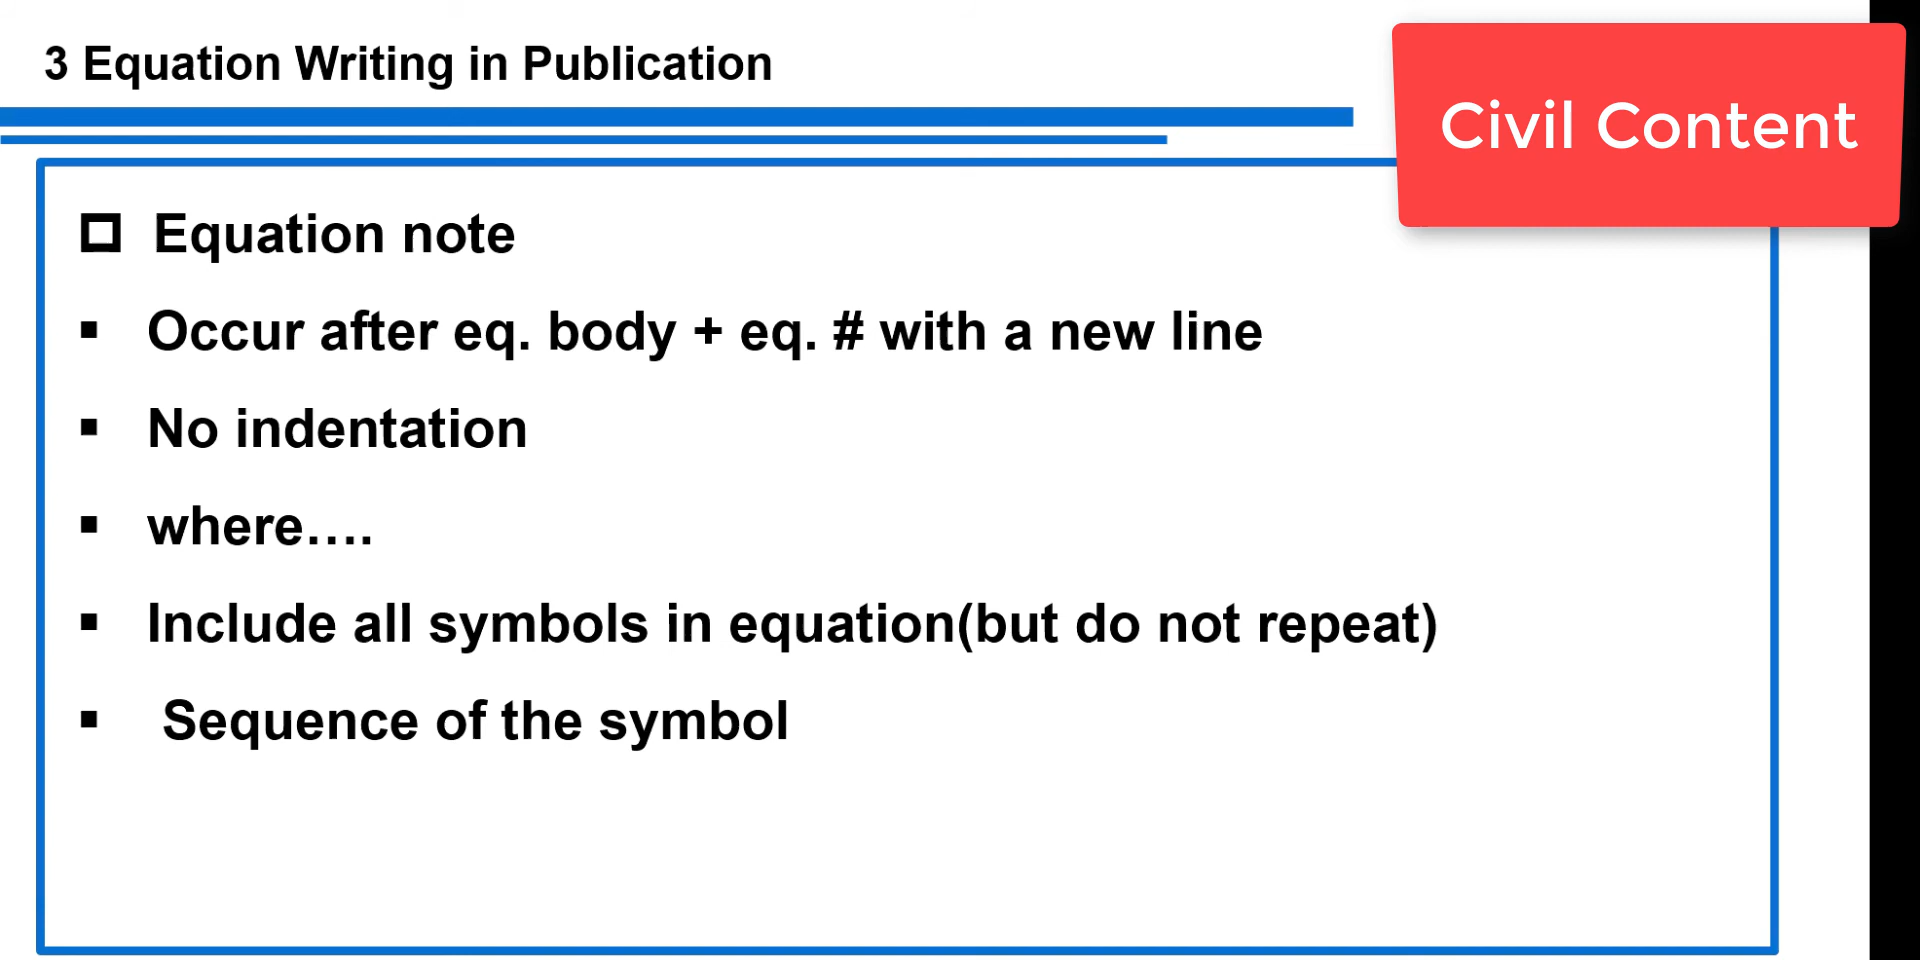 3 Equation Writing in Publication
Civil Content
Equation note
▪ Occur after eq. body + eq. # with a new line
▪ No indentation
▪ where....
▪ Include all symbols in equation(but do not repeat)
▪ Sequence of the symbol